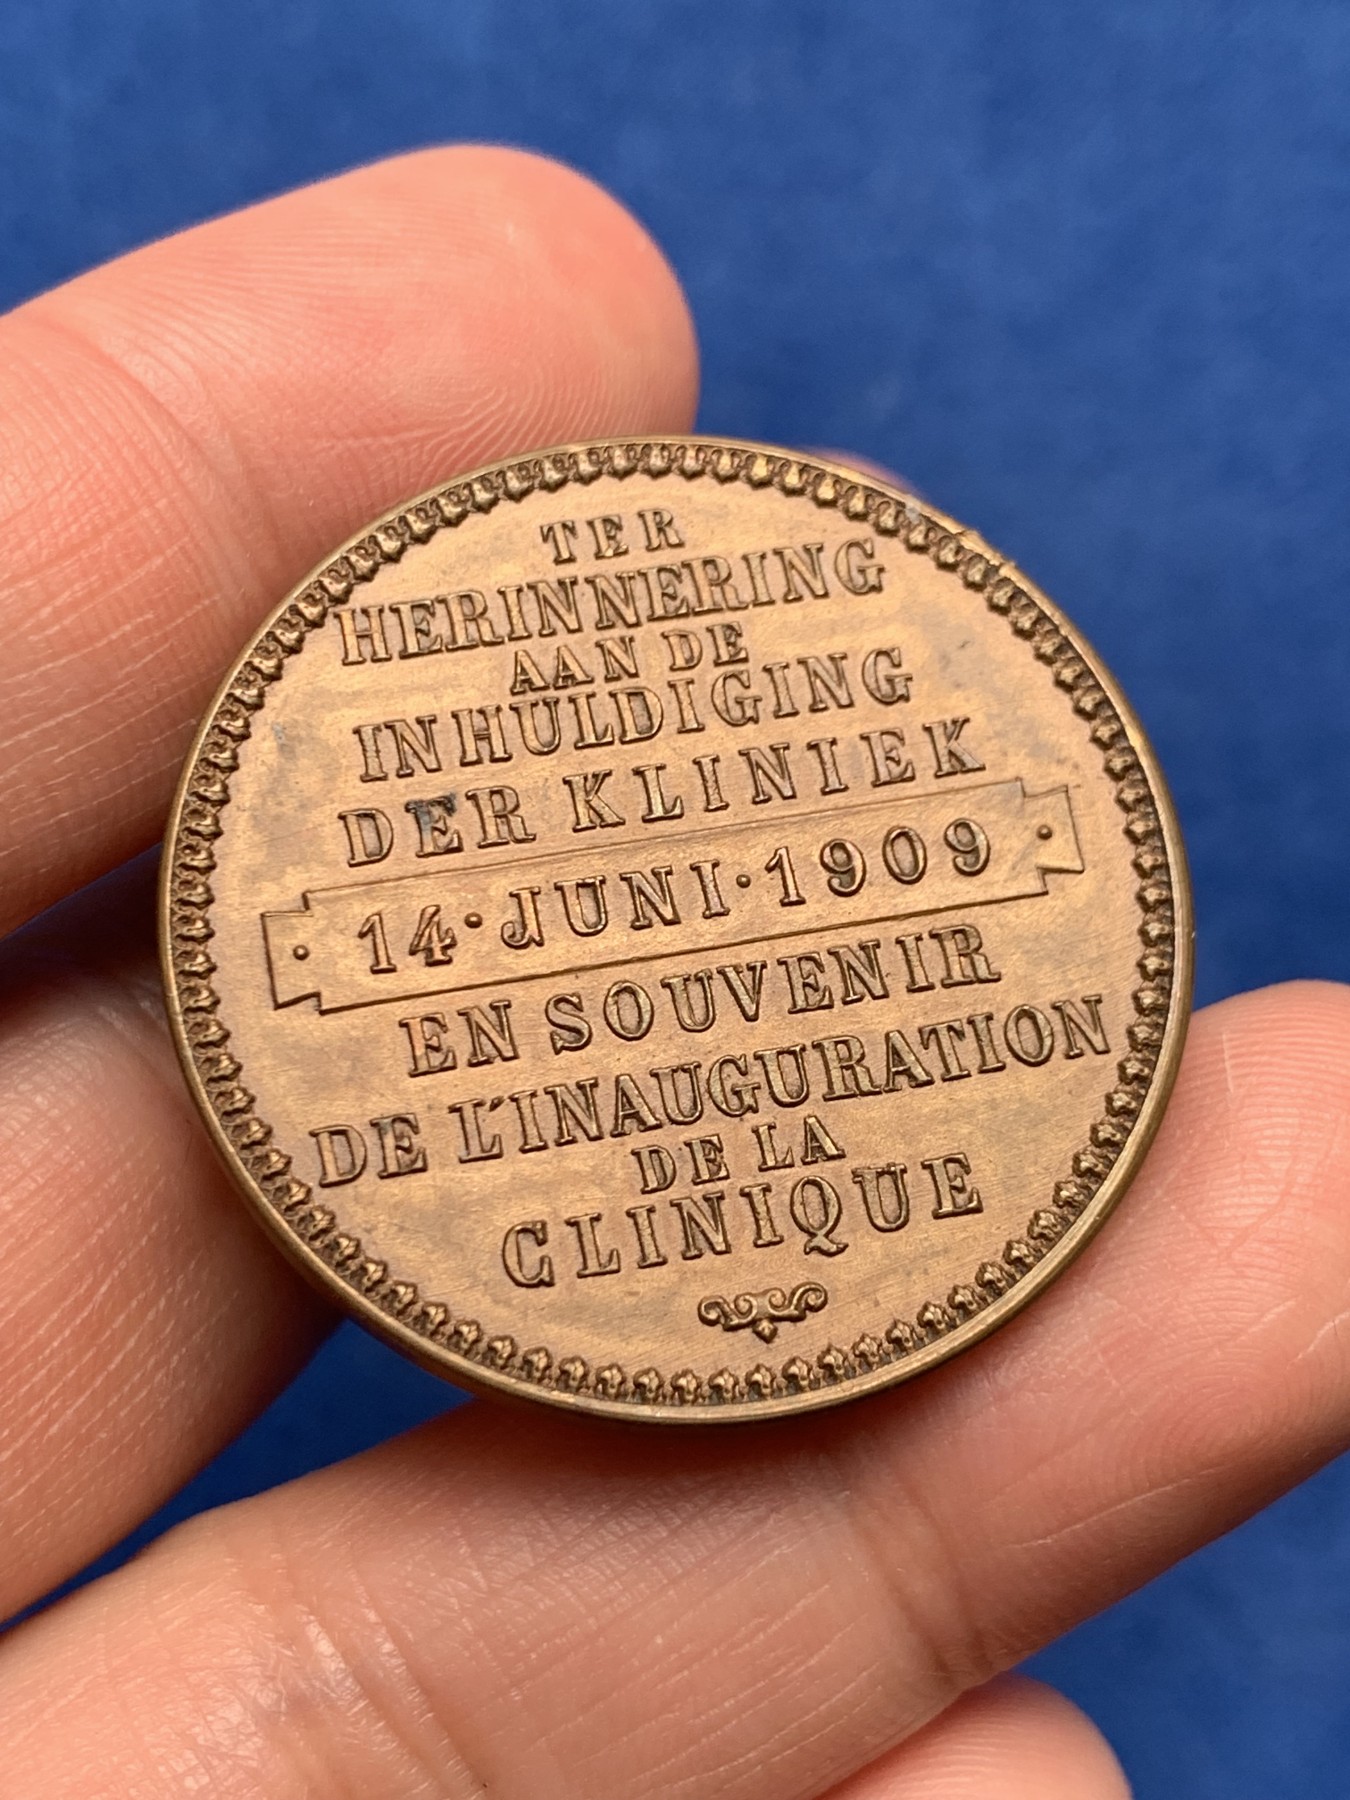 TER
HERINNERING
AAN DE
INHULDIGING
DER KLINIEK
14·JUNI·1909
EN SOUVENIR
DE L'INAUGURATION
DE LA
CLINIQUE